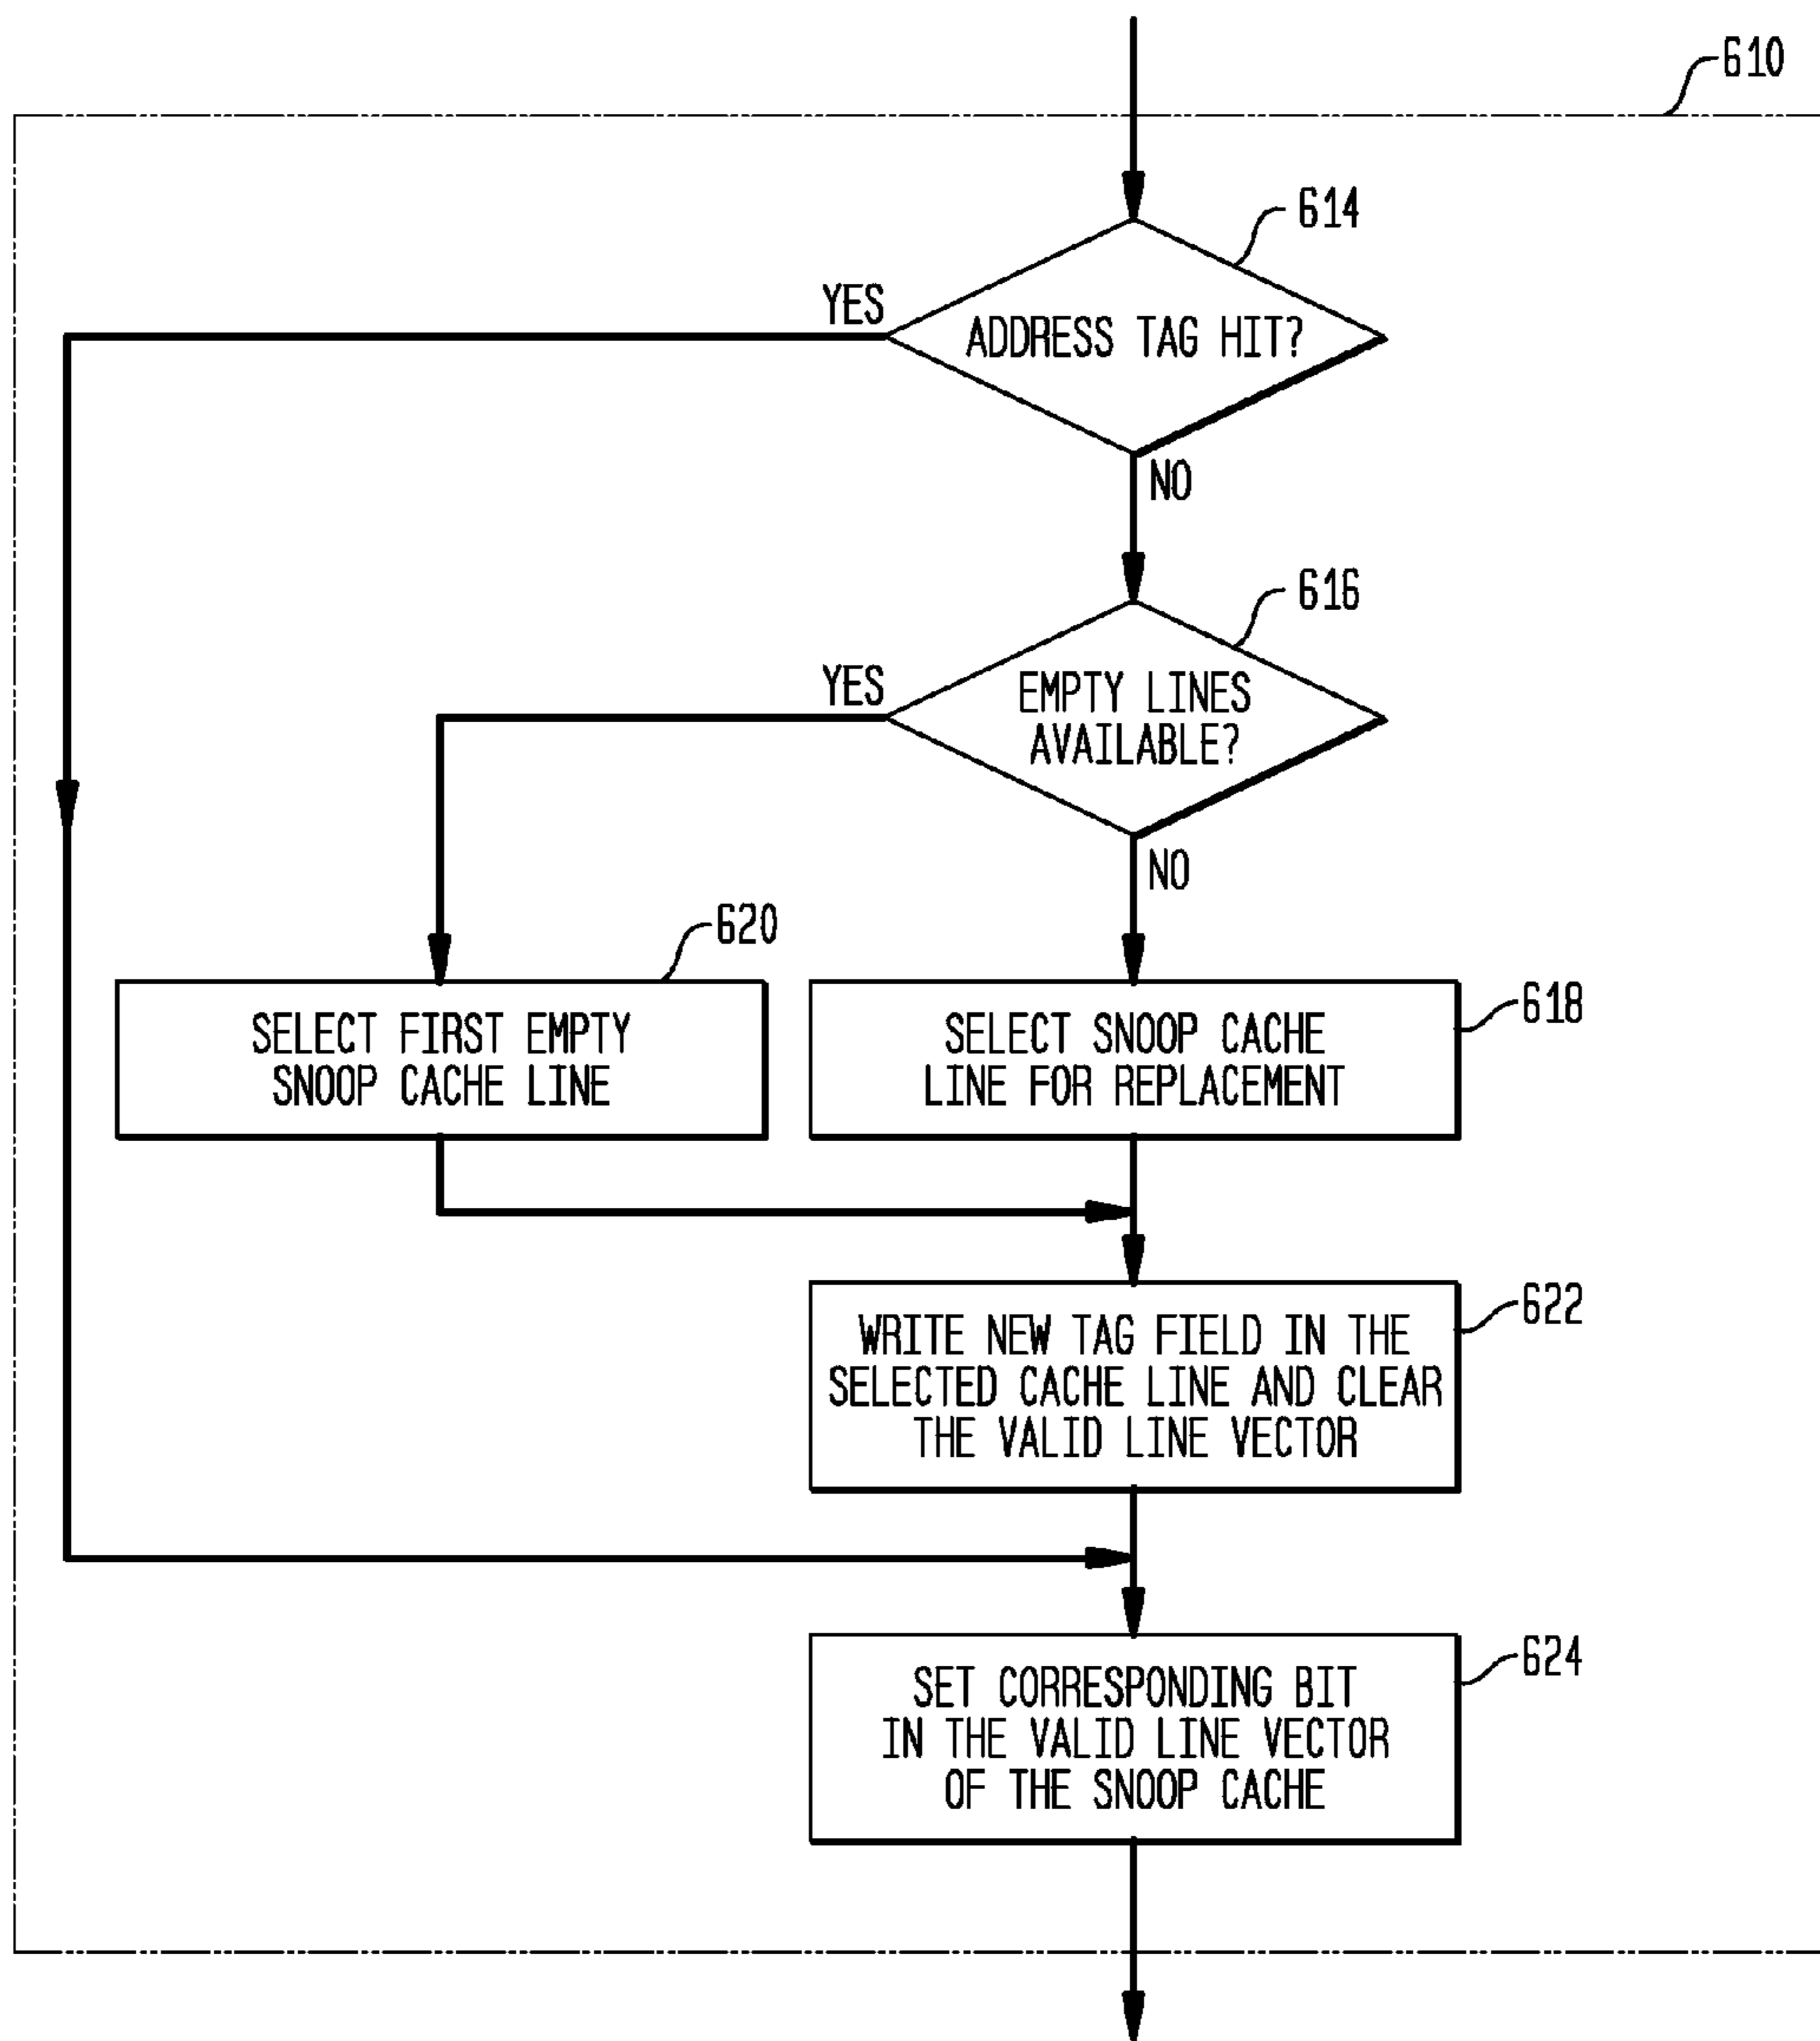 610
614
YES
ADDRESS TAG HIT?
NO
616
YES
EMPTY LINES
AVAILABLE?
NO
620
SELECT FIRST EMPTY
SNOOP CACHE LINE
618
SELECT SNOOP CACHE
LINE FOR REPLACEMENT
622
WRITE NEW TAG FIELD IN THE
SELECTED CACHE LINE AND CLEAR
THE VALID LINE VECTOR
624
SET CORRESPONDING BIT
IN THE VALID LINE VECTOR
OF THE SNOOP CACHE